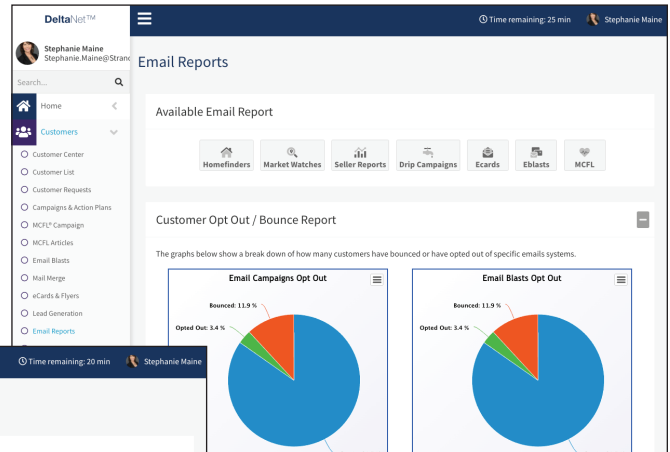 DeltaNet™
Time remaining: 25 min
Stephanie Maine
Stephanie Maine
Stephanie.Maine@Strand
Search...
Home
Customers
Customer Center
Customer List
Customer Requests
Campaigns & Action Plans
MCFL® Campaign
MCFL Articles
Email Blasts
Mail Merge
eCards & Flyers
Lead Generation
Email Reports
Email Reports
Available Email Report
Homefinders
Market Watches
Seller Reports
Drip Campaigns
Ecards
Eblasts
MCFL
Customer Opt Out / Bounce Report
The graphs below show a break down of how many customers have bounced or have opted out of specific emails systems.
Email Campaigns Opt Out
Bounced: 11.9 %
Opted Out: 3.4 %
Email Blasts Opt Out
Bounced: 11.9 %
Opted Out: 3.4 %
Time remaining: 20 min
Stephanie Maine